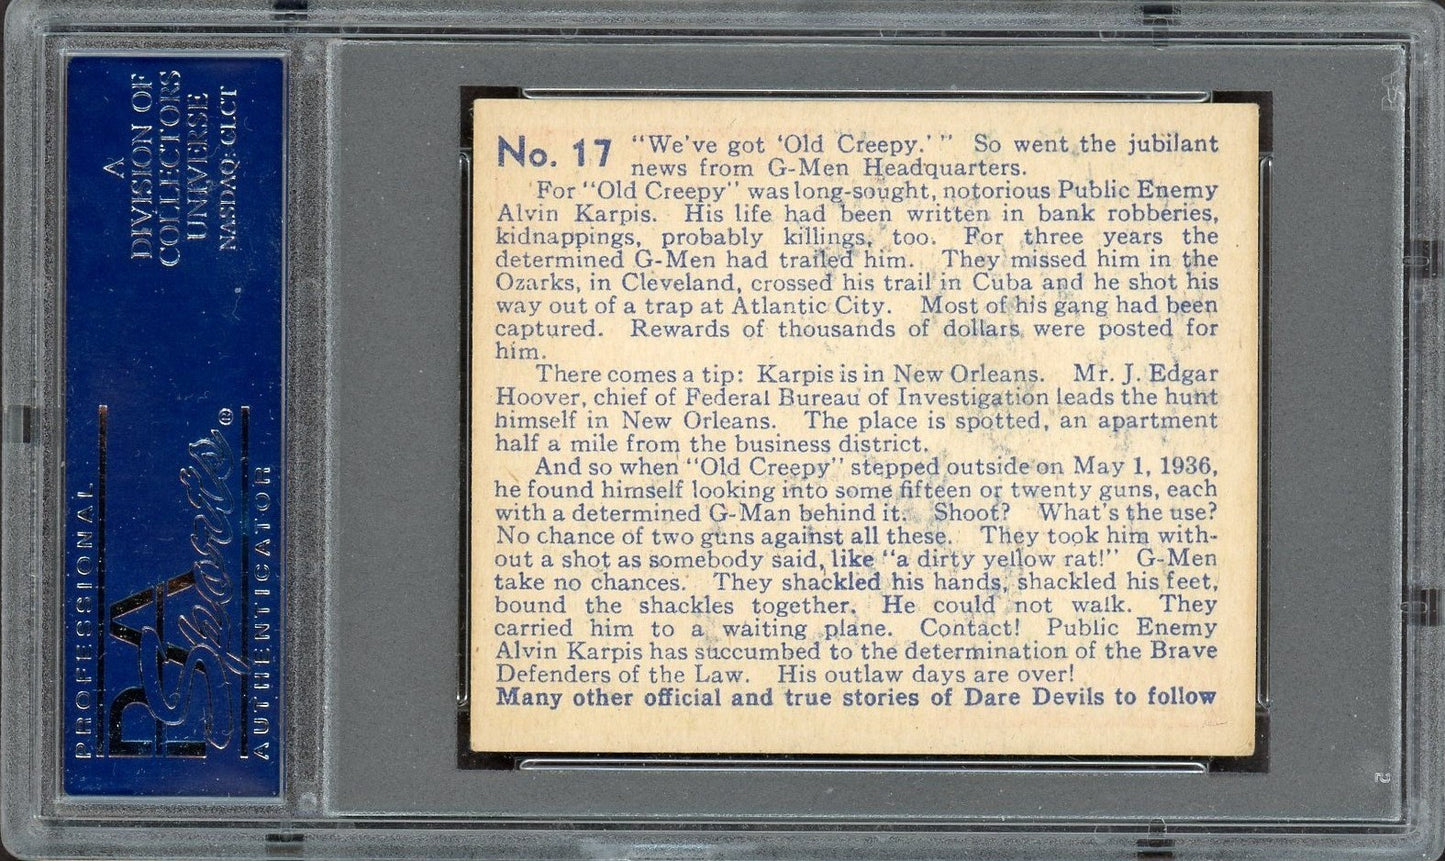 A
DIVISION OF
COLLECTORS
UNIVERSE
NASDAQ: CLCT
PROFESSIONAL
PSA
Sports®
AUTHENTICATOR
No. 17 "We've got 'Old Creepy.'" So went the jubilant
news from G-Men Headquarters.
For "Old Creepy" was long-sought, notorious Public Enemy
Alvin Karpis. His life had been written in bank robberies,
kidnappings, probably killings, too. For three years the
determined G-Men had trailed him. They missed him in the
Ozarks, in Cleveland, crossed his trail in Cuba and he shot his
way out of a trap at Atlantic City. Most of his gang had been
captured. Rewards of thousands of dollars were posted for
him.
There comes a tip: Karpis is in New Orleans. Mr. J. Edgar
Hoover, chief of Federal Bureau of Investigation leads the hunt
himself in New Orleans. The place is spotted, an apartment
half a mile from the business district.
And so when "Old Creepy" stepped outside on May 1, 1936,
he found himself looking into some fifteen or twenty guns, each
with a determined G-Man behind it. Shoot? What's the use?
No chance of two guns against all these. They took him with-
out a shot as somebody said, like "a dirty yellow rat!" G-Men
take no chances. They shackled his hands, shackled his feet,
bound the shackles together. He could not walk. They
carried him to a waiting plane. Contact! Public Enemy
Alvin Karpis has succumbed to the determination of the Brave
Defenders of the Law. His outlaw days are over!
Many other official and true stories of Dare Devils to follow